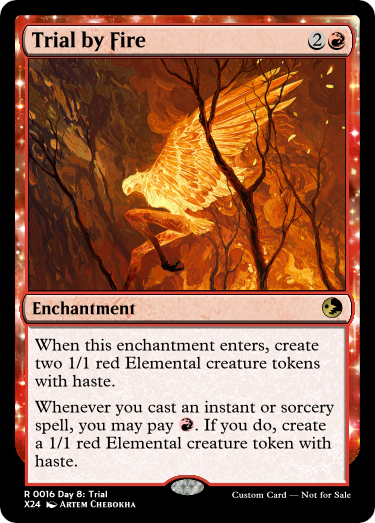 Trial by Fire 2
Enchantment
When this enchantment enters, create
two 1/1 red Elemental creature tokens
with haste.
Whenever you cast an instant or sorcery
spell, you may pay . If you do, create
a 1/1 red Elemental creature token with
haste.
R 0016 Day 8: Trial
X24 Artem Chebokha
Custom Card — Not for Sale